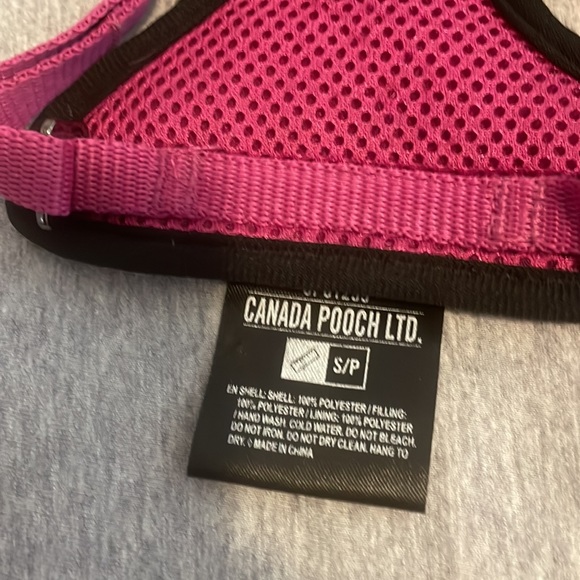 CANADA POOCH LTD.
S/P
EN SHELL: SHELL: 100% POLYESTER / FILLING:
100% POLYESTER / LINING: 100% POLYESTER
/ HAND WASH. COLD WATER. DO NOT BLEACH.
DO NOT IRON. DO NOT DRY CLEAN. HANG TO
DRY. ◊ MADE IN CHINA